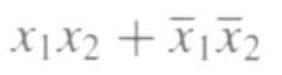 x₁x₂ + x̄₁x̄₂